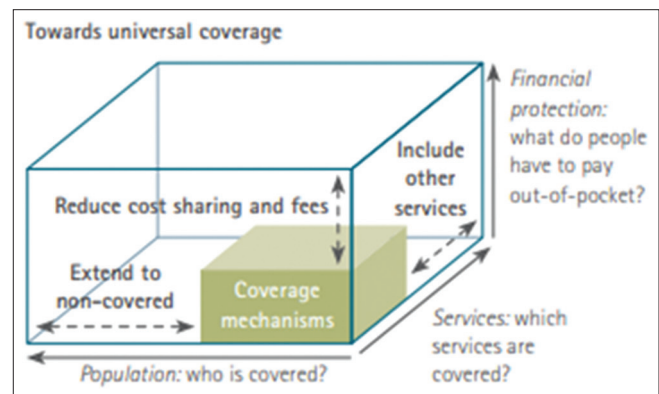 Towards universal coverage
Financial
protection:
what do people
have to pay
out-of-pocket?
Include
other
services
Reduce cost sharing and fees
Extend to
non-covered
Coverage
mechanisms
Services: which
services are
covered?
Population: who is covered?